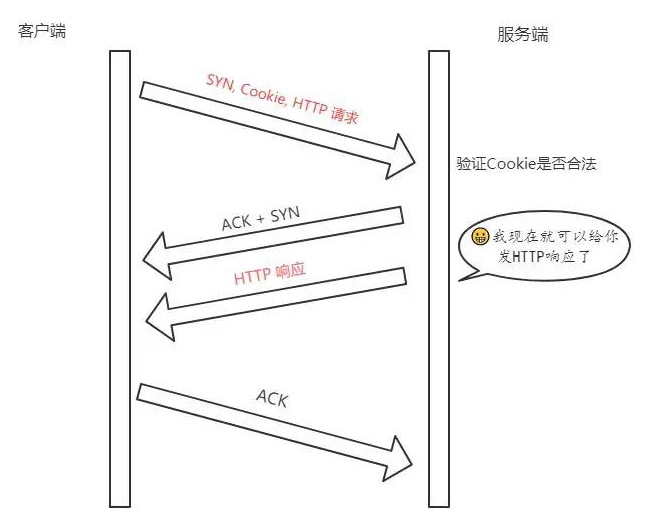 客户端
服务端
SYN, Cookie, HTTP 请求
验证Cookie是否合法
ACK + SYN
😀我现在就可以给你
发HTTP响应了
HTTP 响应
ACK